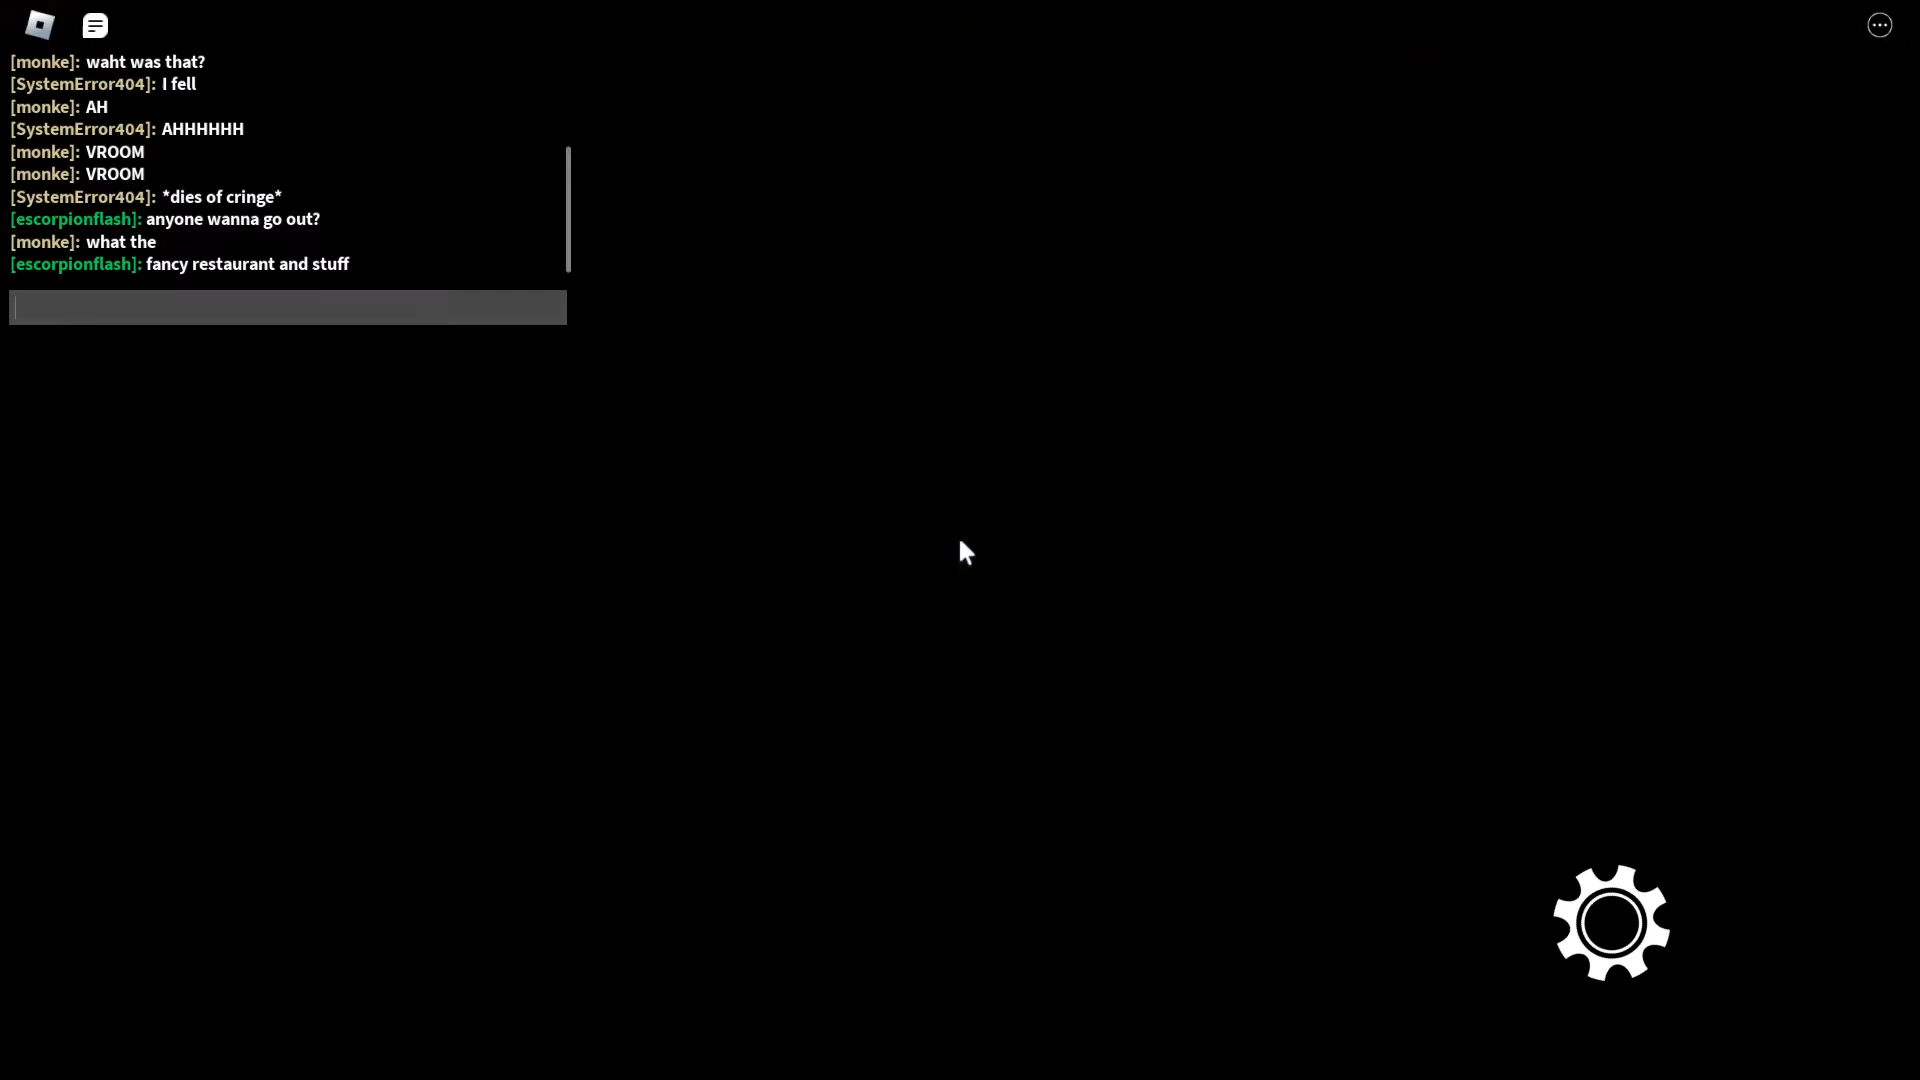 [monke]: waht was that?
[SystemError404]: I fell
[monke]: AH
[SystemError404]: AHHHHHH
[monke]: VROOM
[monke]: VROOM
[SystemError404]: *dies of cringe*
[escorpionflash]: anyone wanna go out?
[monke]: what the
[escorpionflash]: fancy restaurant and stuff